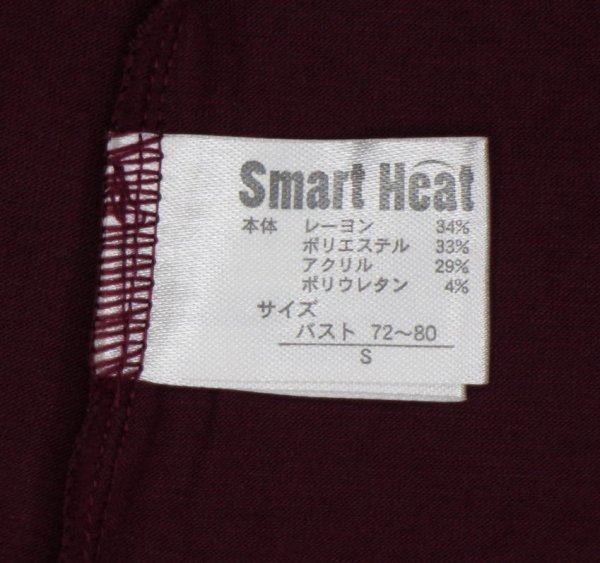 Smart Heat
本体 レーヨン 34%
ポリエステル 33%
アクリル 29%
ポリウレタン 4%
サイズ
バスト 72～80
S